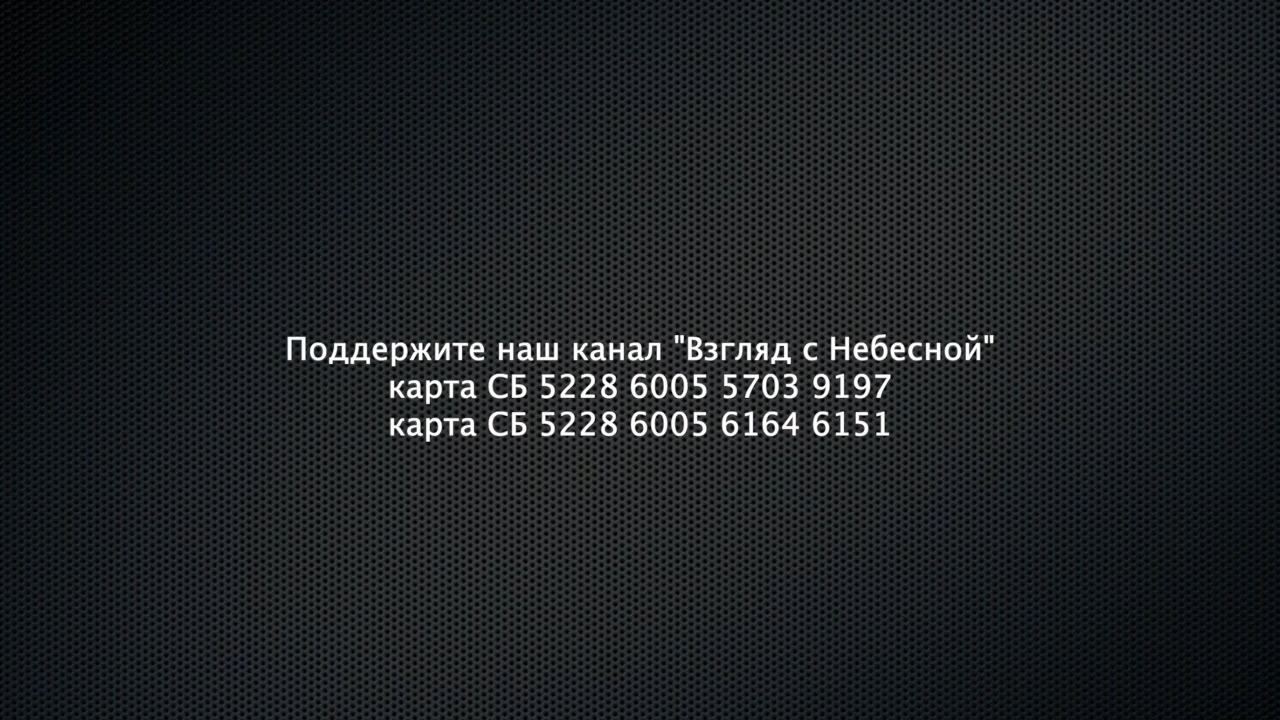 Поддержите наш канал "Взгляд с Небесной"
карта СБ 5228 6005 5703 9197
карта СБ 5228 6005 6164 6151